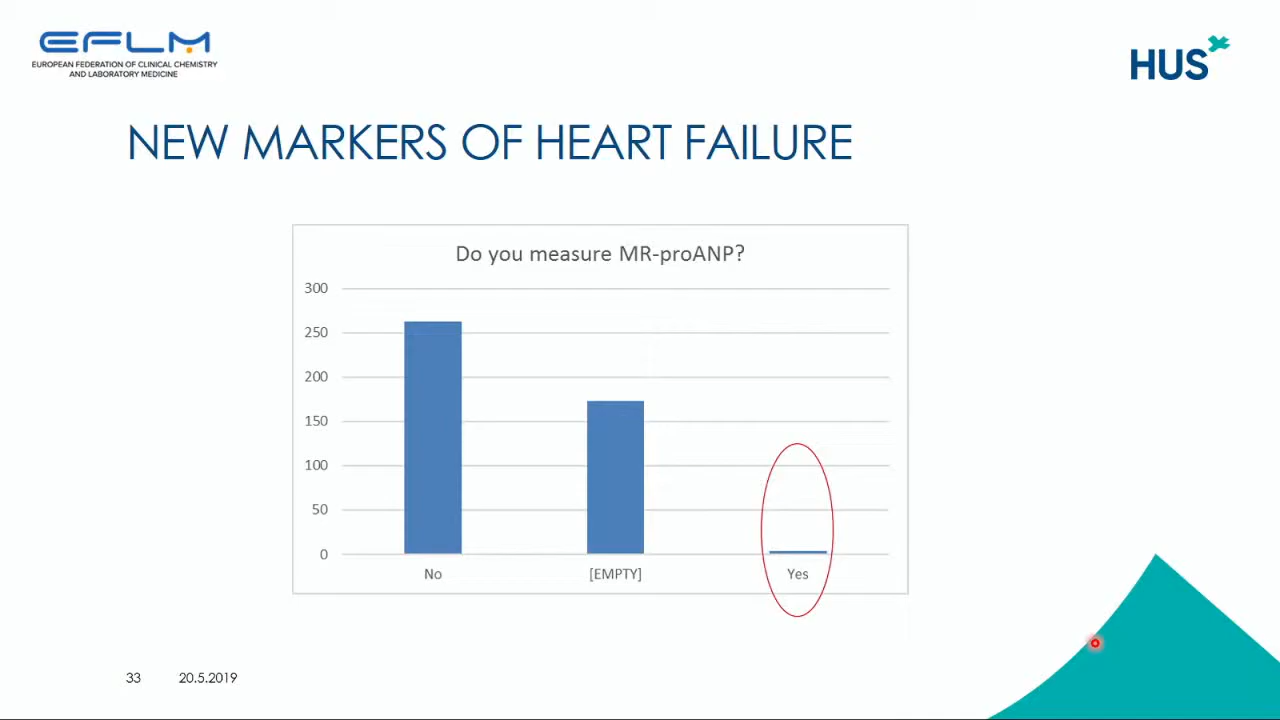 EFLM
EUROPEAN FEDERATION OF CLINICAL CHEMISTRY
AND LABORATORY MEDICINE
HUS
NEW MARKERS OF HEART FAILURE
Do you measure MR-proANP?
300
250
200
150
100
50
0
No
[EMPTY]
Yes
33
20.5.2019